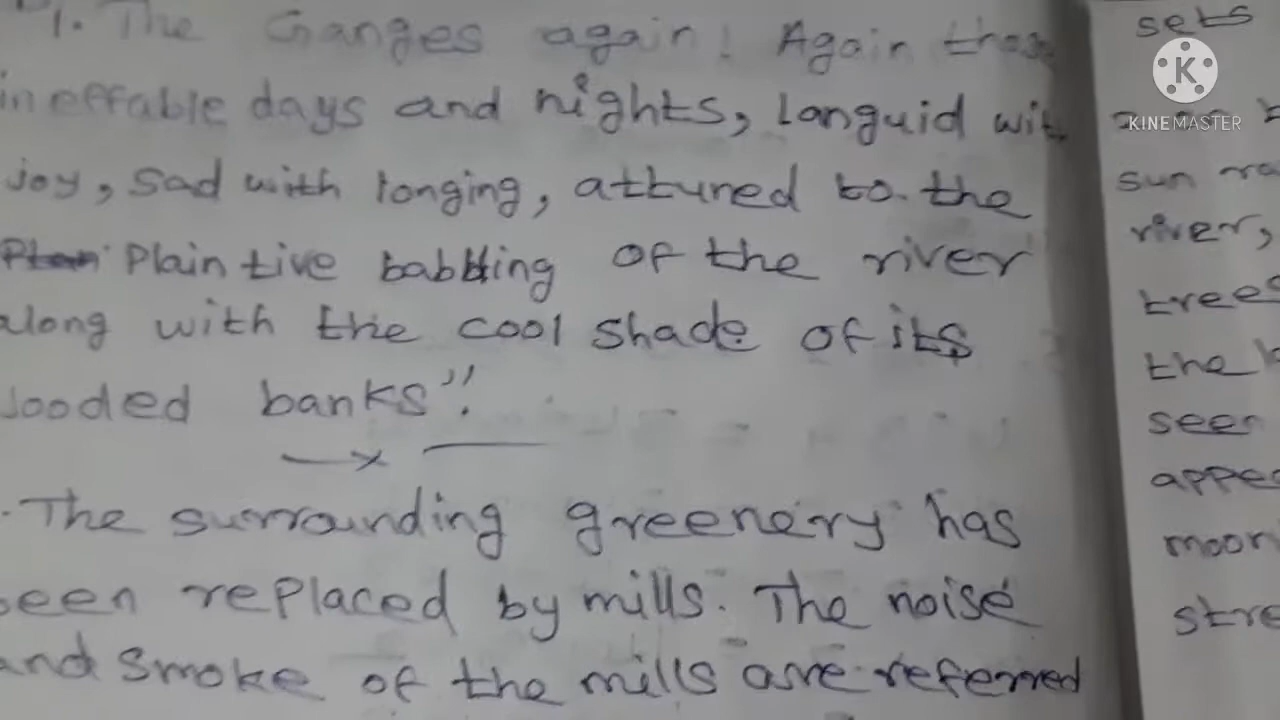 1. The Ganges again! Again those
ineffable days and nights, languid wit
joy, sad with longing, attured to the
Plaintive babbling of the river
along with the cool shade of its
wooded banks".
The surrounding greenery has
been replaced by mills. The noise
and smoke of the mills are referred
sets
KINEMASTER
sun ra
river,
trees
the b
seen
appe
moon
stre